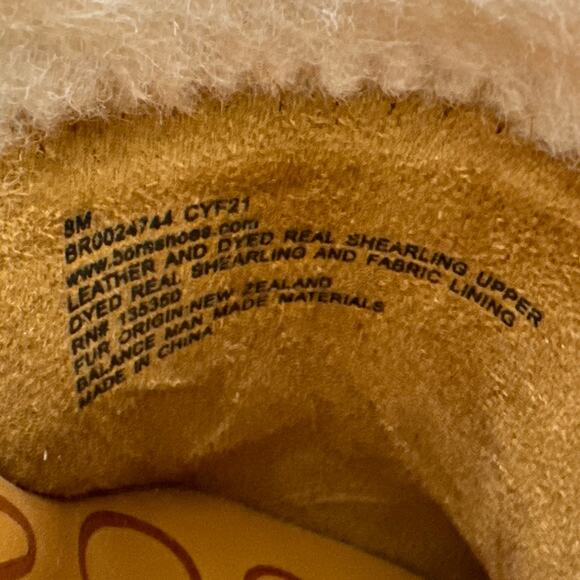 8M
BR0024744 CYF21
www.bornshoes.com
LEATHER AND DYED REAL SHEARLING UPPER
DYED REAL SHEARLING AND FABRIC LINING
RN# 135350
FUR ORIGIN:NEW ZEALAND
BALANCE MAN MADE MATERIALS
MADE IN CHINA